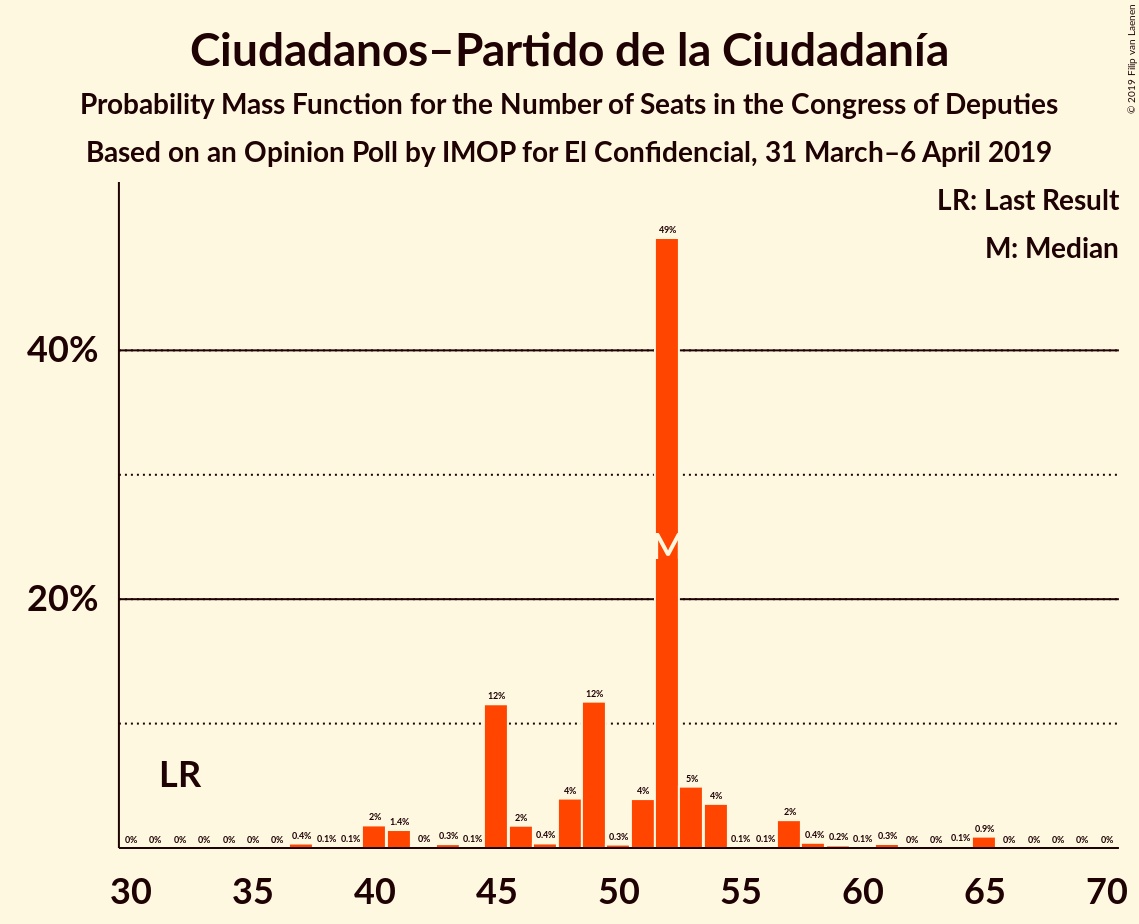 Ciudadanos–Partido de la Ciudadanía
Probability Mass Function for the Number of Seats in the Congress of Deputies
Based on an Opinion Poll by IMOP for El Confidencial, 31 March–6 April 2019
© 2019 Filip van Laenen
LR: Last Result
M: Median
40%
20%
LR
M
0% 0% 0% 0% 0% 0% 0% 0.4% 0.1% 0.1% 2% 1.4% 0% 0.3% 0.1% 12% 2% 0.4% 4% 12% 0.3% 4% 49% 5% 4% 0.1% 0.1% 2% 0.4% 0.2% 0.1% 0.3% 0% 0% 0.1% 0.9% 0% 0% 0% 0% 0%
30 35 40 45 50 55 60 65 70